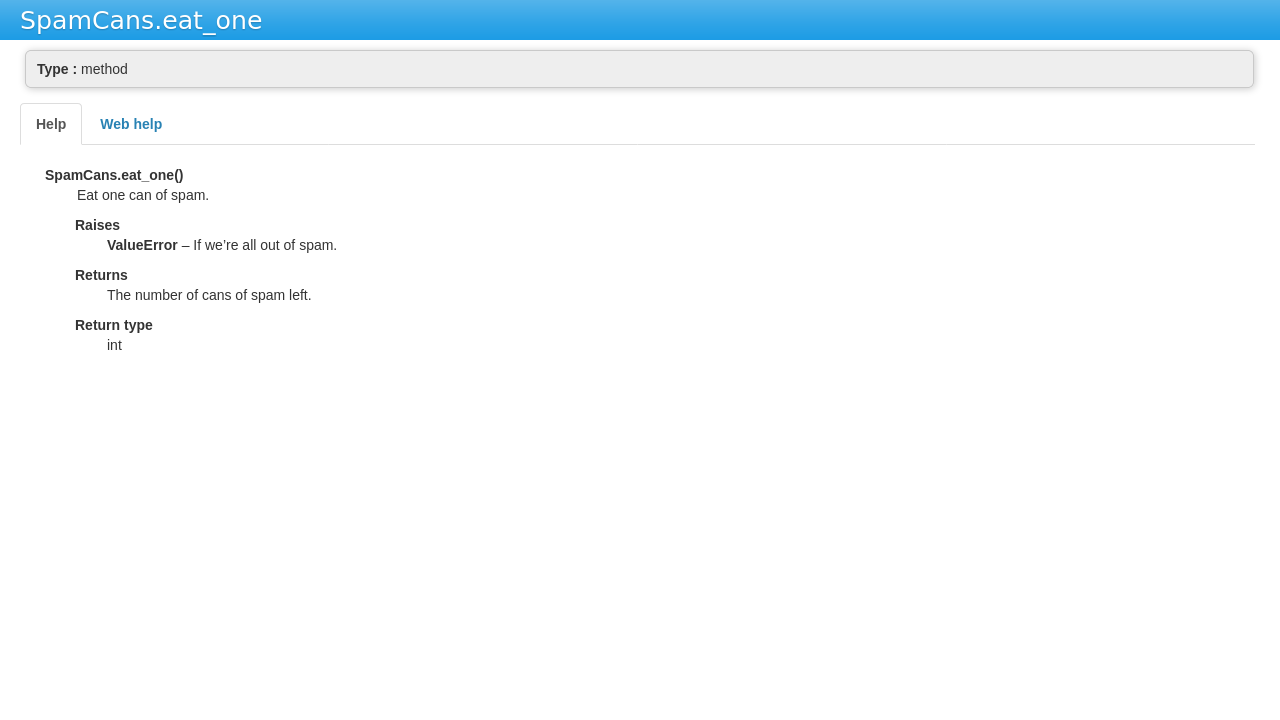 SpamCans.eat_one
Type : method
Help
Web help
SpamCans.eat_one()
Eat one can of spam.
Raises
ValueError – If we’re all out of spam.
Returns
The number of cans of spam left.
Return type
int